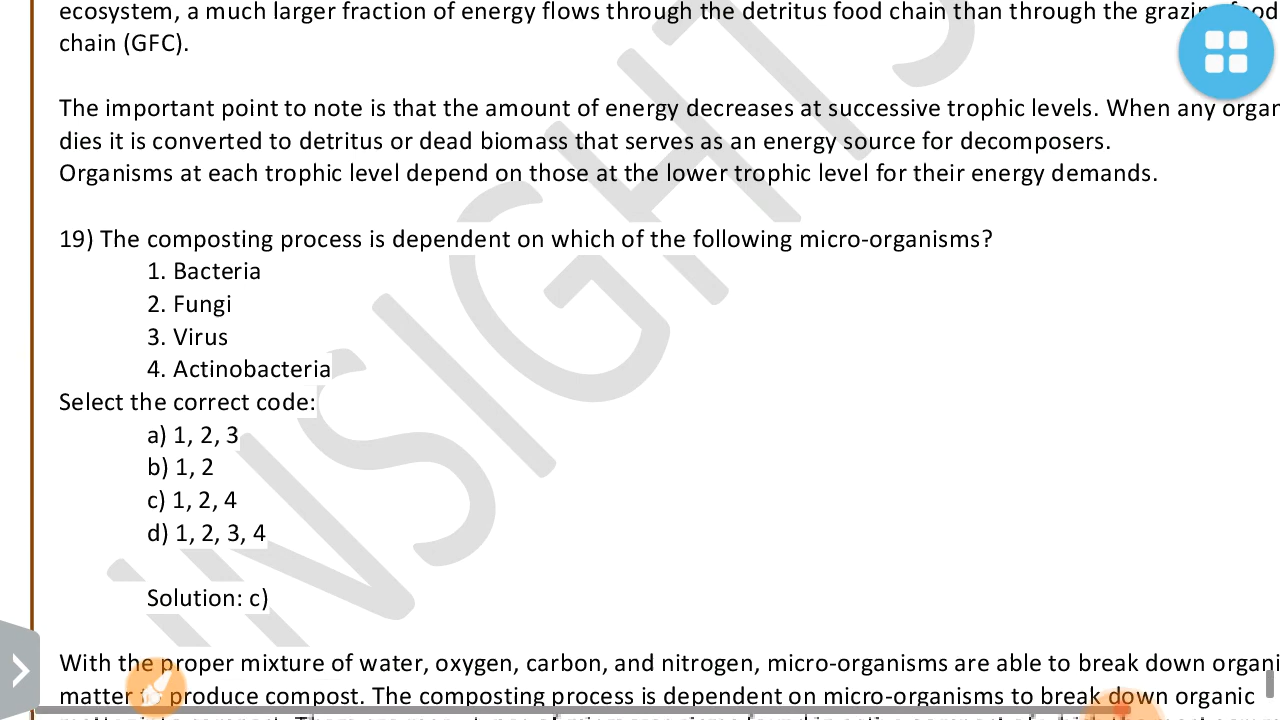 ecosystem, a much larger fraction of energy flows through the detritus food chain than through the
chain (GFC).
The important point to note is that the amount of energy decreases at successive trophic levels. When any
dies it is converted to detritus or dead biomass that serves as an energy source for decomposers.
Organisms at each trophic level depend on those at the lower trophic level for their energy demands.
19) The composting process is dependent on which of the following micro-organisms?
1. Bacteria
2. Fungi
3. Virus
4. Actinobacteria
Select the correct code:
a) 1, 2, 3
b) 1, 2
c) 1, 2, 4
d) 1, 2, 3, 4
Solution: c)
With the proper mixture of water, oxygen, carbon, and nitrogen, micro-organisms are able to break down
matter to produce compost. The composting process is dependent on micro-organisms to break down organic
INSIGHTS